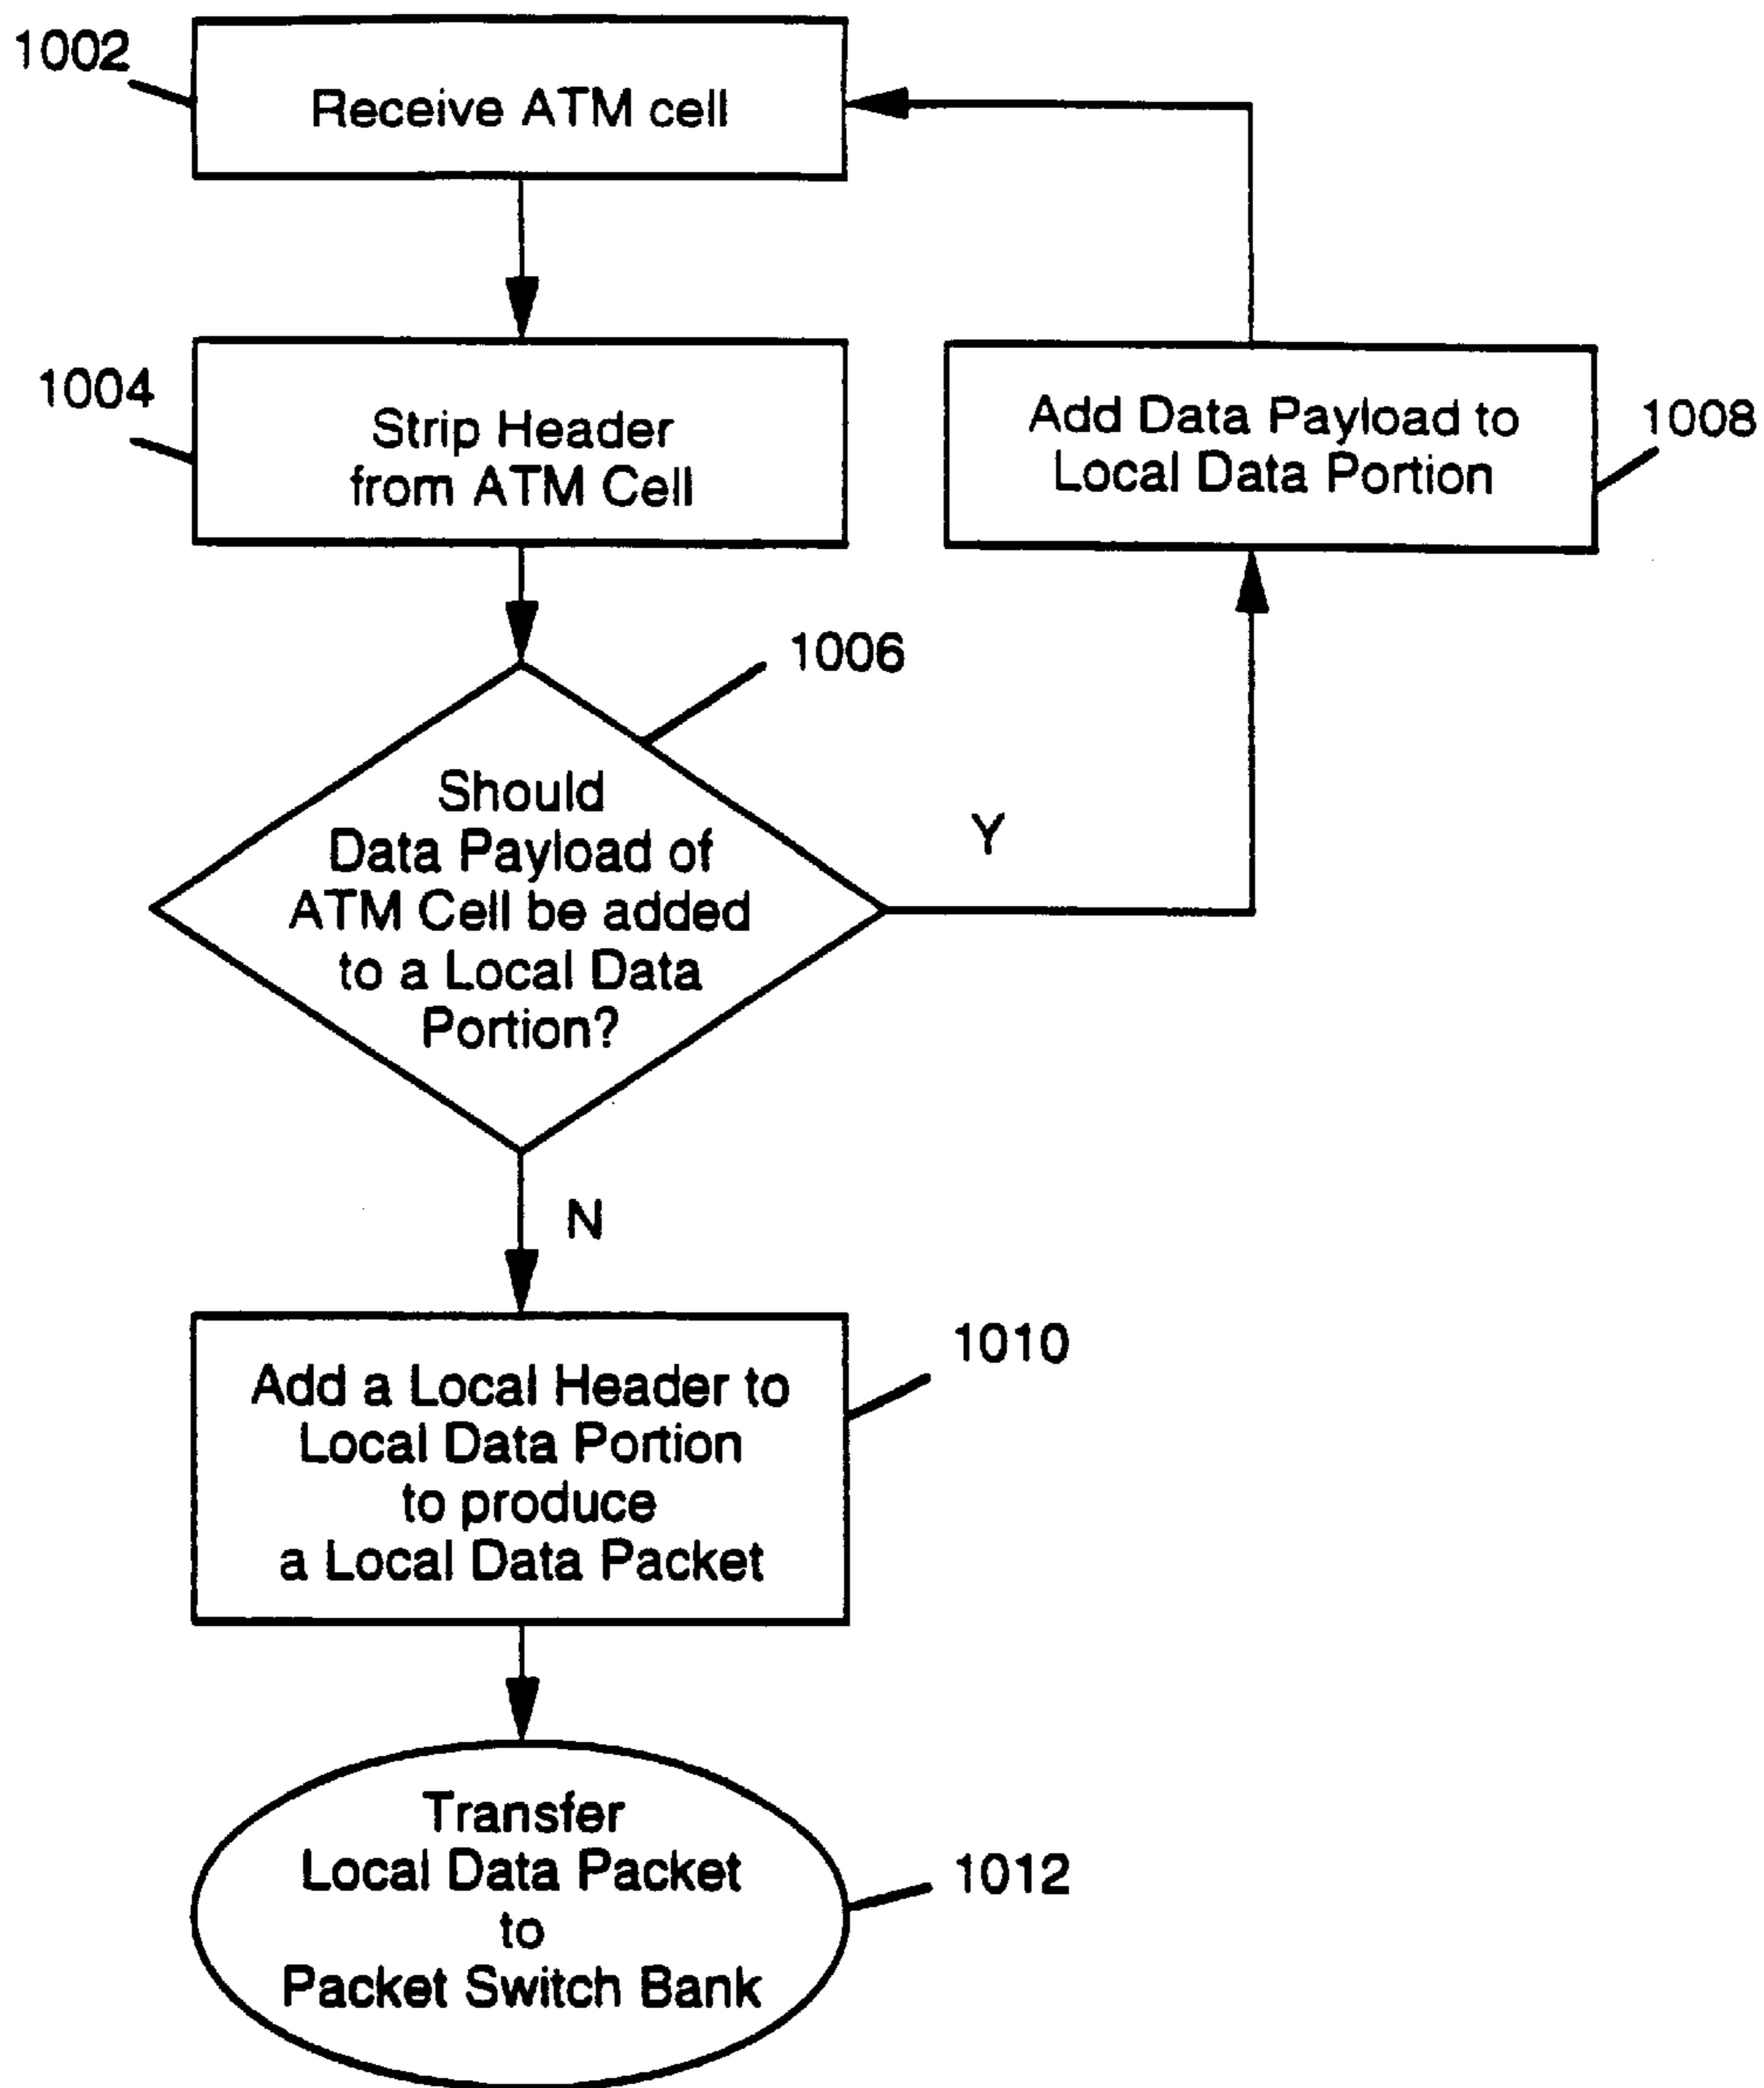 1002
Receive ATM cell
1004
Strip Header
from ATM Cell
Add Data Payload to
Local Data Portion
1008
1006
Should
Data Payload of
ATM Cell be added
to a Local Data
Portion?
Y
N
1010
Add a Local Header to
Local Data Portion
to produce
a Local Data Packet
Transfer
Local Data Packet
to
Packet Switch Bank
1012